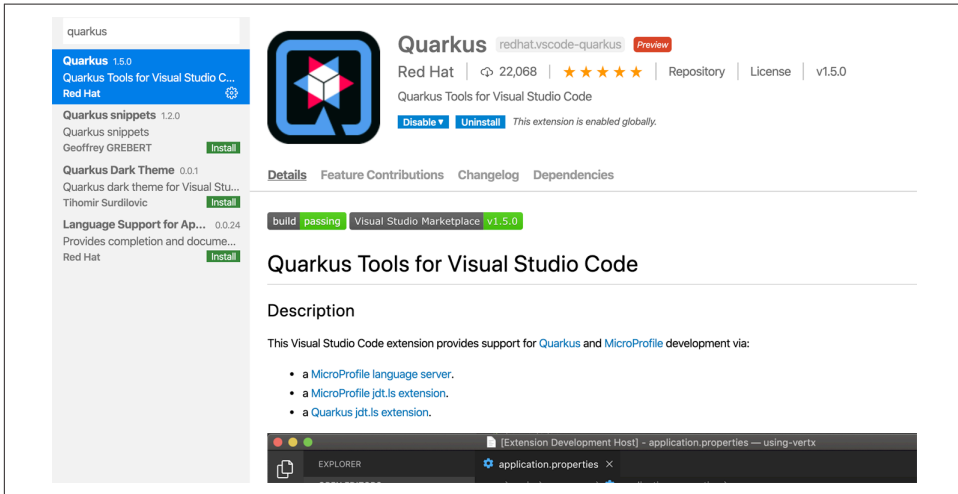 quarkus
Quarkus 1.5.0
Quarkus Tools for Visual Studio C...
Red Hat
Quarkus snippets 1.2.0
Quarkus snippets
Geoffrey GREBERT Install
Quarkus Dark Theme 0.0.1
Quarkus dark theme for Visual Stu...
Tihomir Surdilovic Install
Language Support for Ap... 0.0.24
Provides completion and docume...
Red Hat Install
Quarkus redhat.vscode-quarkus Preview
Red Hat 22,068 ★★★★★ Repository License v1.5.0
Quarkus Tools for Visual Studio Code
Disable ▾ Uninstall This extension is enabled globally.
Details Feature Contributions Changelog Dependencies
build passing Visual Studio Marketplace v1.5.0
Quarkus Tools for Visual Studio Code
Description
This Visual Studio Code extension provides support for Quarkus and MicroProfile development via:
• a MicroProfile language server.
• a MicroProfile jdt.ls extension.
• a Quarkus jdt.ls extension.
[Extension Development Host] - application.properties — using-vertx
EXPLORER application.properties ×